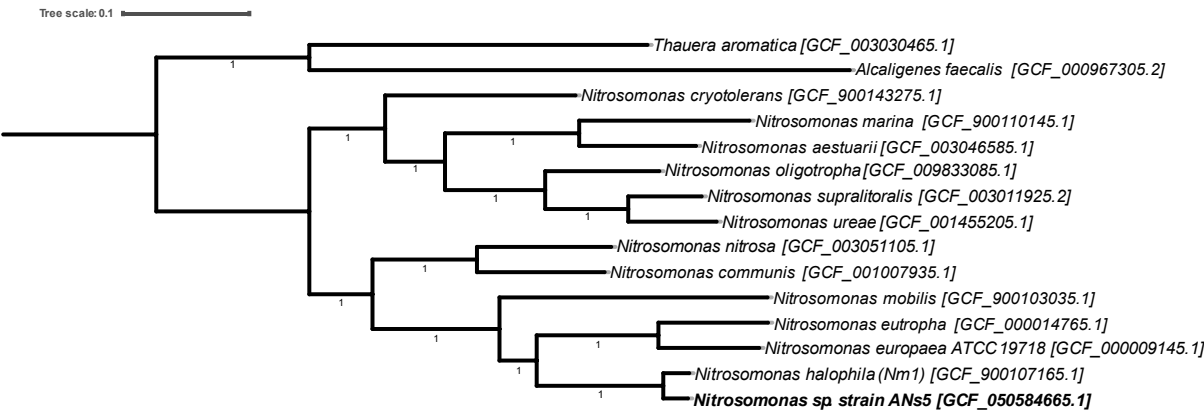 Tree scale: 0.1
Thauera aromatica [GCF_003030465.1]
1
Alcaligenes faecalis [GCF_000967305.2]
Nitrosomonas cryotolerans [GCF_900143275.1]
Nitrosomonas marina [GCF_900110145.1]
1
1
Nitrosomonas aestuarii [GCF_003046585.1]
1
Nitrosomonas oligotropha [GCF_009833085.1]
1
Nitrosomonas supralitoralis [GCF_003011925.2]
1
Nitrosomonas ureae [GCF_001455205.1]
Nitrosomonas nitrosa [GCF_003051105.1]
1
Nitrosomonas communis [GCF_001007935.1]
1
Nitrosomonas mobilis [GCF_900103035.1]
Nitrosomonas eutropha [GCF_000014765.1]
1
1
Nitrosomonas europaea ATCC 19718 [GCF_000009145.1]
1
Nitrosomonas halophila (Nm1) [GCF_900107165.1]
1
Nitrosomonas sp. strain ANs5 [GCF_050584665.1]